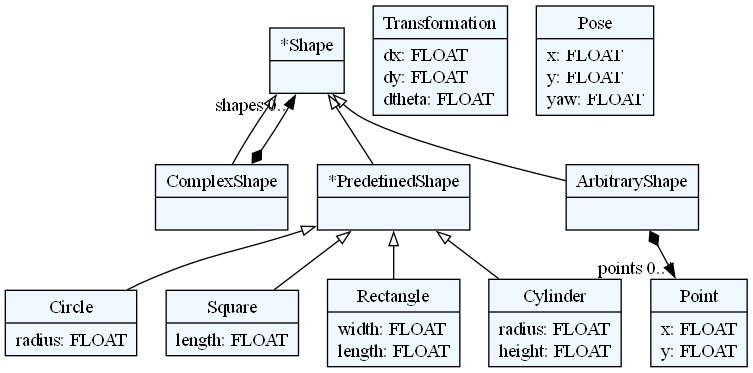 *Shape
Transformation
dx: FLOAT
dy: FLOAT
dtheta: FLOAT
Pose
x: FLOAT
y: FLOAT
yaw: FLOAT
shapes 0..
ComplexShape
*PredefinedShape
ArbitraryShape
points 0..
Circle
radius: FLOAT
Square
length: FLOAT
Rectangle
width: FLOAT
length: FLOAT
Cylinder
radius: FLOAT
height: FLOAT
Point
x: FLOAT
y: FLOAT